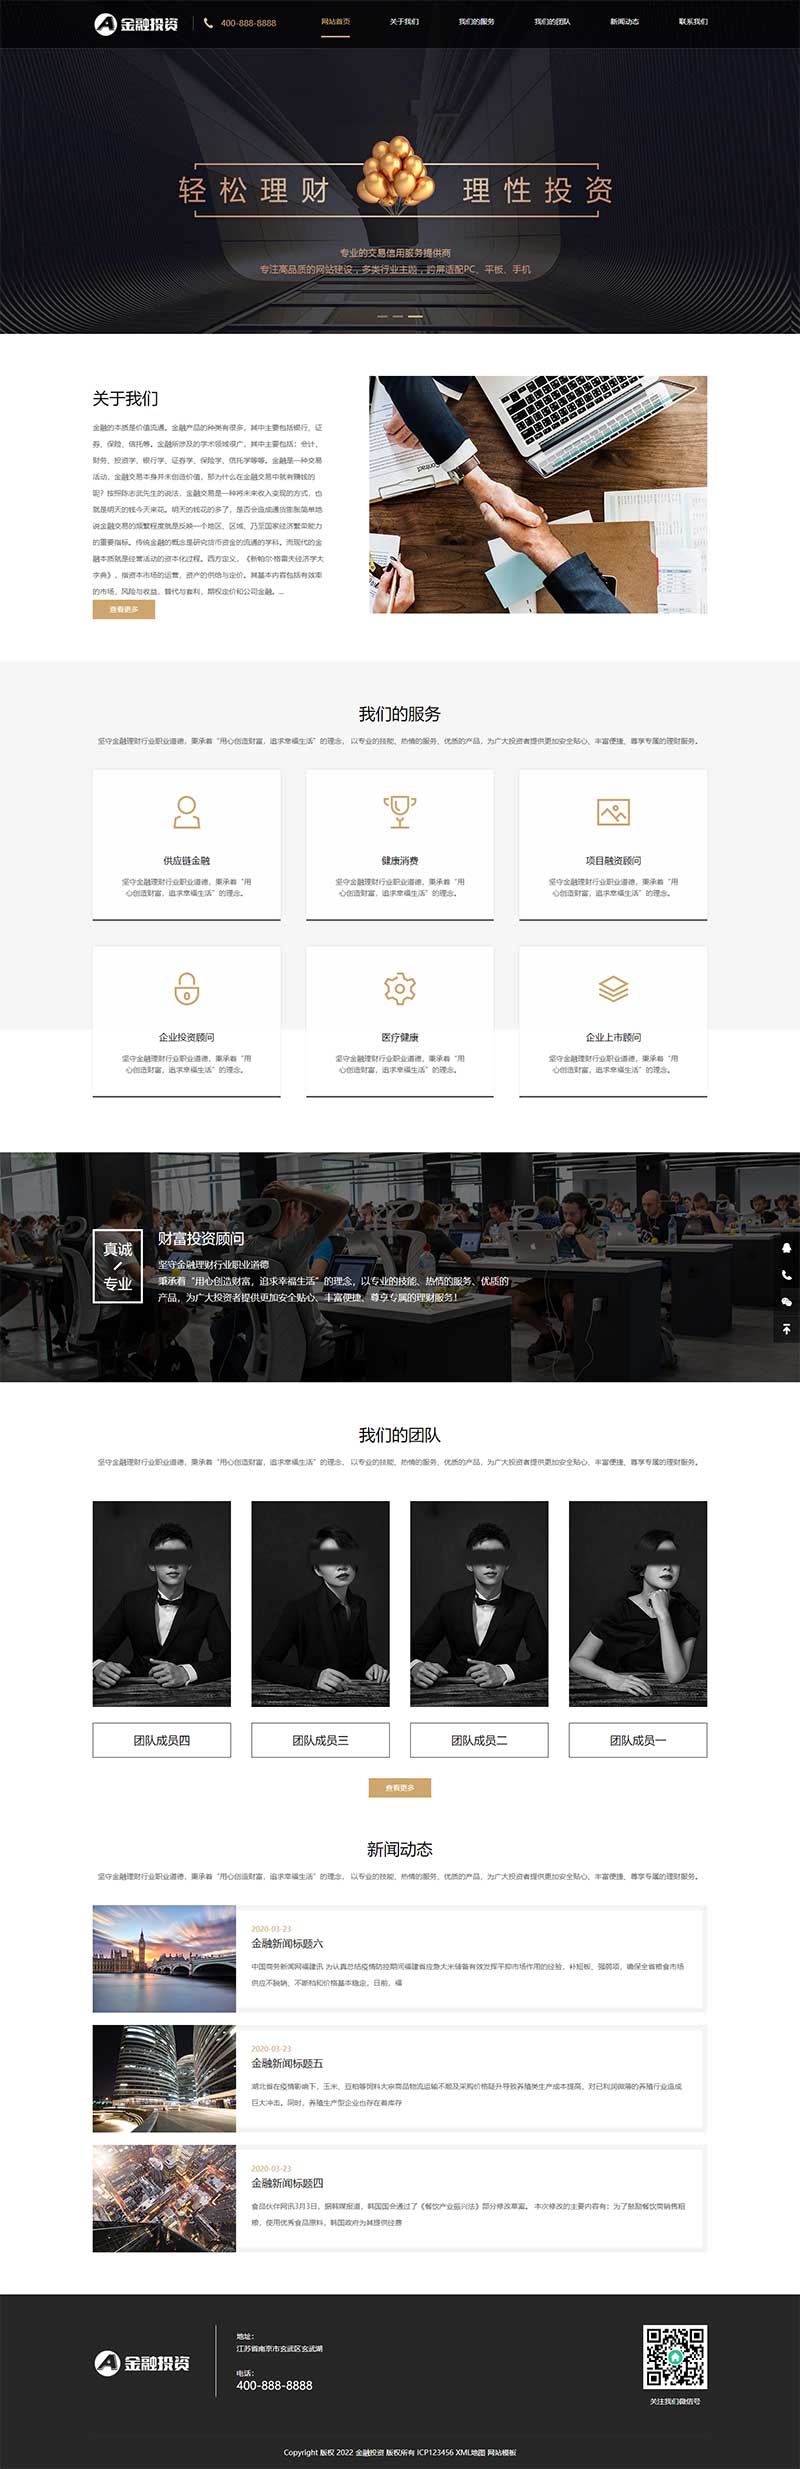 金融投资
400-888-8888
网站首页
关于我们
我们的服务
我们的团队
新闻动态
联系我们
轻松理财 理性投资
专业的交易信用服务提供商
专注高品质的网站建设，多类行业主题，跨屏适配PC、平板、手机
关于我们
金融的本质是价值流通。金融产品的种类有很多，其中主要包括银行、证
券、保险、信托等。金融所涉及的学术领域很广，其中主要包括：会计、
财务、投资学、银行学、证券学、保险学、信托学等等。金融是一种交易
活动，金融交易本身并未创造价值，那为什么在金融交易中就有赚钱的
呢？按照陈志武先生的说法，金融交易是一种将未来收入变现的方式，也
就是明天的钱今天来花。明天的钱花的多了，是否会造成通货膨胀简单地
说金融交易的频繁程度就是反映一个地区、区域、乃至国家经济繁荣能力
的重要指标。传统金融的概念是研究货币资金的流通的学科。而现代的金
融本质就是经营活动的资本化过程。西方定义，《新帕尔·格雷夫经济学大
字典》，指资本市场的运营，资产的供给与定价。其基本内容包括有效率
的市场，风险与收益，替代与套利，期权定价和公司金融。...
查看更多
Contract
我们的服务
坚守金融理财行业职业道德，秉承着“用心创造财富，追求幸福生活”的理念， 以专业的技能、热情的服务、优质的产品，为广大投资者提供更加安全贴心、丰富便捷、尊享专属的理财服务。
供应链金融
坚守金融理财行业职业道德，秉承着“用
心创造财富，追求幸福生活”的理念。
健康消费
坚守金融理财行业职业道德，秉承着“用
心创造财富，追求幸福生活”的理念。
项目融资顾问
坚守金融理财行业职业道德，秉承着“用
心创造财富，追求幸福生活”的理念。
企业投资顾问
坚守金融理财行业职业道德，秉承着“用
心创造财富，追求幸福生活”的理念。
医疗健康
坚守金融理财行业职业道德，秉承着“用
心创造财富，追求幸福生活”的理念。
企业上市顾问
坚守金融理财行业职业道德，秉承着“用
心创造财富，追求幸福生活”的理念。
真诚
专业
财富投资顾问
坚守金融理财行业职业道德
秉承着“用心创造财富，追求幸福生活”的理念，以专业的技能、热情的服务、优质的
产品，为广大投资者提供更加安全贴心、丰富便捷、尊享专属的理财服务！
我们的团队
坚守金融理财行业职业道德，秉承着“用心创造财富，追求幸福生活”的理念， 以专业的技能、热情的服务、优质的产品，为广大投资者提供更加安全贴心、丰富便捷、尊享专属的理财服务。
团队成员四
团队成员三
团队成员二
团队成员一
查看更多
新闻动态
坚守金融理财行业职业道德，秉承着“用心创造财富，追求幸福生活”的理念， 以专业的技能、热情的服务、优质的产品，为广大投资者提供更加安全贴心、丰富便捷、尊享专属的理财服务。
2020-03-23
金融新闻标题六
中国商务新闻网福建讯 为认真总结疫情防控期间福建省应急大米储备有效发挥平抑市场作用的经验，补短板、强弱项，确保全省粮食市场
供应不脱销、不断档和价格基本稳定，日前，福
2020-03-23
金融新闻标题五
湖北省在疫情影响下，玉米、豆粕等饲料大宗商品物流运输不顺及采购价格疑升导致养殖类生产成本提高，对已利润微薄的养殖行业造成
巨大冲击。同时，养殖生产型企业也存在着库存
2020-03-23
金融新闻标题四
食品伙伴网讯3月3日，据韩媒报道，韩国国会通过了《餐饮产业振兴法》部分修改草案。 本次修改的主要内容有：为了鼓励餐饮商销售粗
粮，使用优秀食品原料，韩国政府为其提供经费
金融投资
地址：
江苏省南京市玄武区玄武湖
电话：
400-888-8888
关注我们微信号
Copyright 版权 2022 金融投资 版权所有 ICP123456 XML地图 网站模板